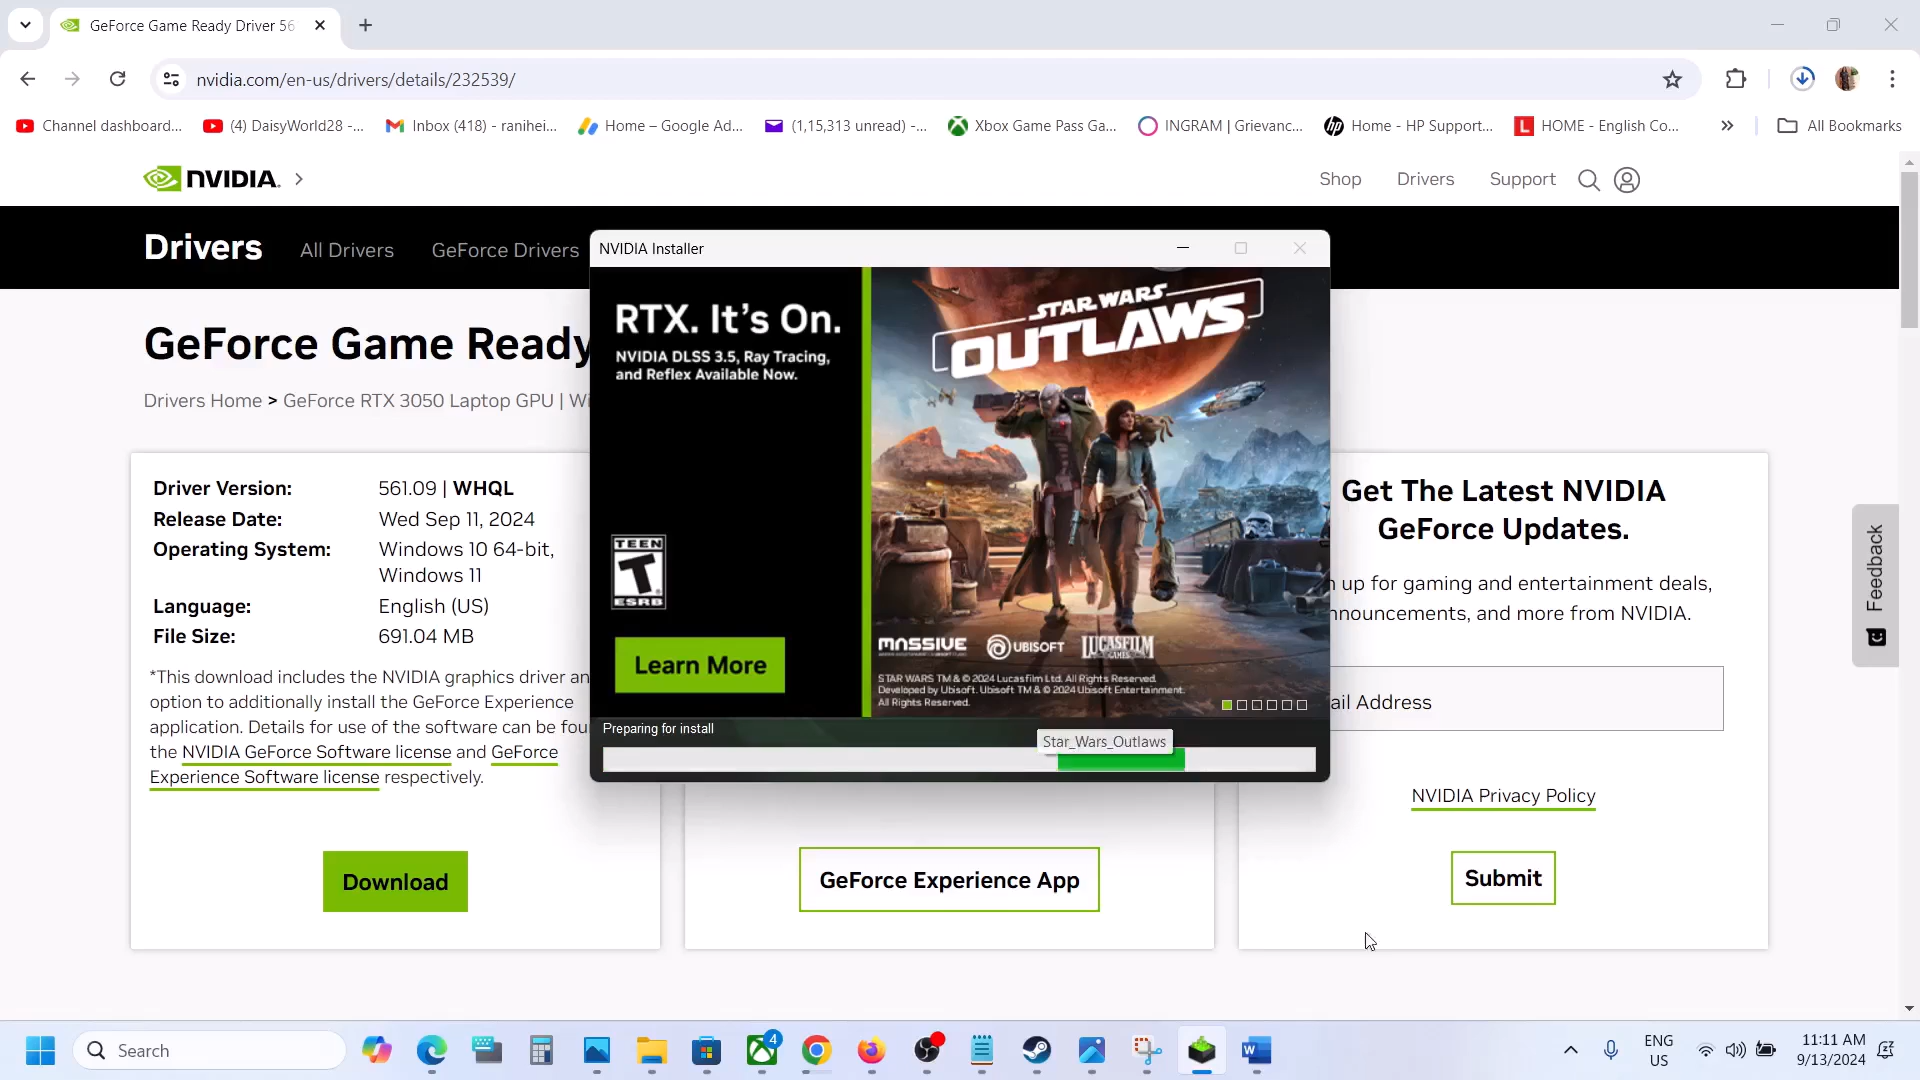 GeForce Game Ready Driver 56
nvidia.com/en-us/drivers/details/232539/
Channel dashboard...
(4) DaisyWorld28 -...
Inbox (418) - ranihei...
Home – Google Ad...
(1,15,313 unread) -...
Xbox Game Pass Ga...
INGRAM | Grievanc...
Home - HP Support...
HOME - English Co...
All Bookmarks
NVIDIA.
Shop
Drivers
Support
Drivers
All Drivers
GeForce Drivers
NVIDIA Installer
GeForce Game Ready
Drivers Home > GeForce RTX 3050 Laptop GPU | Wi
RTX. It's On.
NVIDIA DLSS 3.5, Ray Tracing,
and Reflex Available Now.
STAR WARS
OUTLAWS
TEEN
T
ESRB
Learn More
MASSIVE
UBISOFT
LUCASFILM
GAMES
STAR WARS TM & © 2024 Lucasfilm Ltd. All Rights Reserved.
Developed by Ubisoft. Ubisoft TM & © 2024 Ubisoft Entertainment.
All Rights Reserved.
Preparing for install
Star_Wars_Outlaws
Driver Version: 561.09 | WHQL
Release Date: Wed Sep 11, 2024
Operating System: Windows 10 64-bit,
Windows 11
Language: English (US)
File Size: 691.04 MB
*This download includes the NVIDIA graphics driver an
option to additionally install the GeForce Experience
application. Details for use of the software can be fou
the NVIDIA GeForce Software license and GeForce
Experience Software license respectively.
Download
GeForce Experience App
Get The Latest NVIDIA
GeForce Updates.
n up for gaming and entertainment deals,
nnouncements, and more from NVIDIA.
ail Address
NVIDIA Privacy Policy
Submit
Feedback
Search
4
ENG
US
11:11 AM
9/13/2024